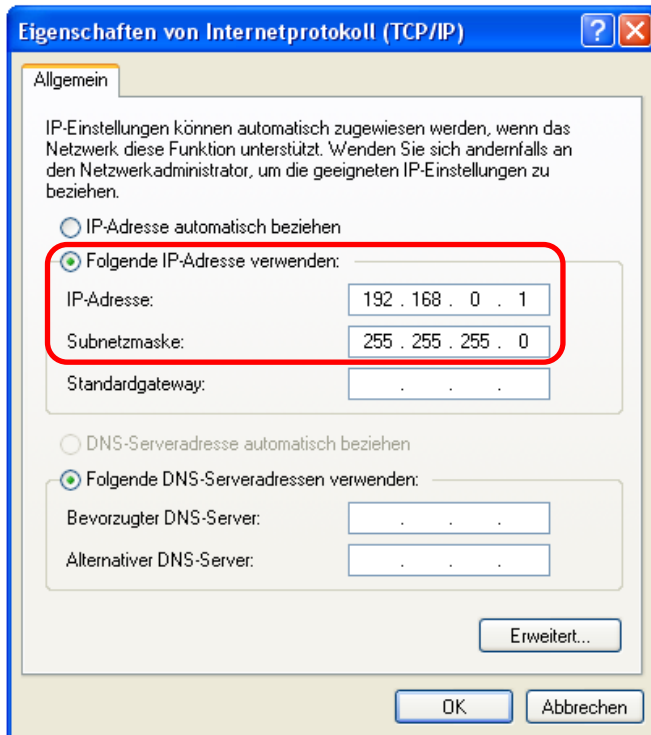 Eigenschaften von Internetprotokoll (TCP/IP)
Allgemein
IP-Einstellungen können automatisch zugewiesen werden, wenn das
Netzwerk diese Funktion unterstützt. Wenden Sie sich andernfalls an
den Netzwerkadministrator, um die geeigneten IP-Einstellungen zu
beziehen.
IP-Adresse automatisch beziehen
Folgende IP-Adresse verwenden:
IP-Adresse: 192 . 168 . 0 . 1
Subnetzmaske: 255 . 255 . 255 . 0
Standardgateway: . . .
DNS-Serveradresse automatisch beziehen
Folgende DNS-Serveradressen verwenden:
Bevorzugter DNS-Server: . . .
Alternativer DNS-Server: . . .
Erweitert...
OK Abbrechen